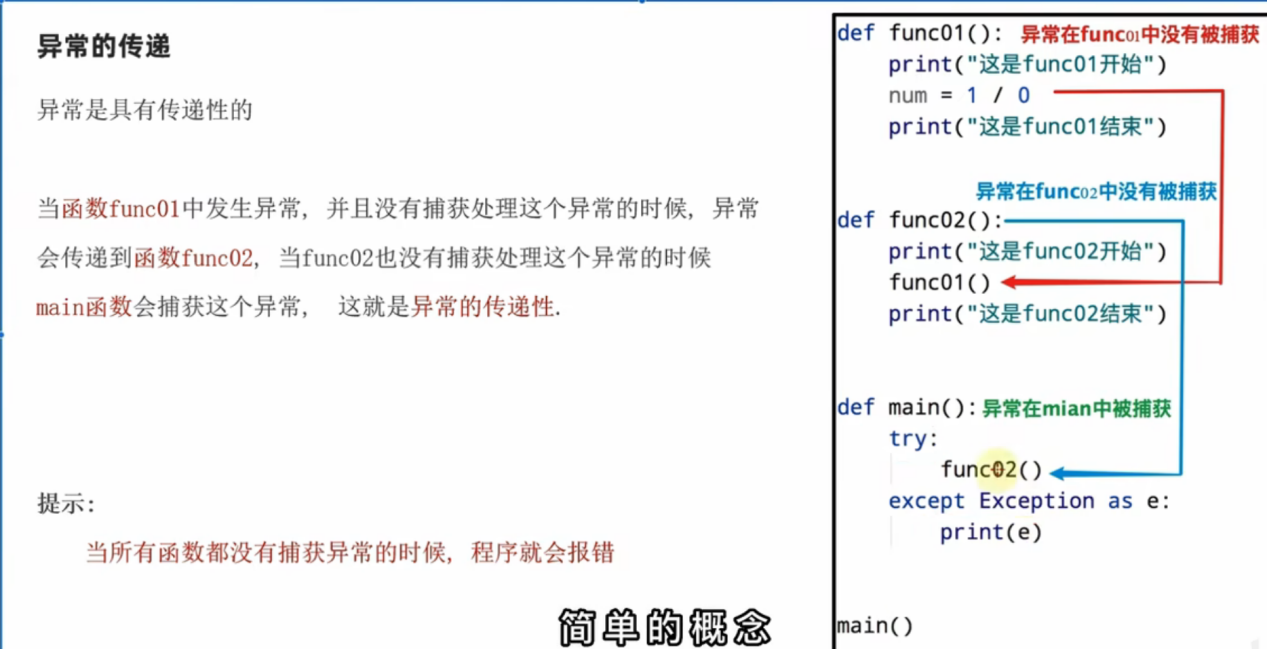 异常的传递
异常是具有传递性的
当函数func01中发生异常, 并且没有捕获处理这个异常的时候, 异常
会传递到函数func02, 当func02也没有捕获处理这个异常的时候
main函数会捕获这个异常, 这就是异常的传递性.
提示:
当所有函数都没有捕获异常的时候, 程序就会报错
def func01(): 异常在func01中没有被捕获
print("这是func01开始")
num = 1 / 0
print("这是func01结束")
异常在func02中没有被捕获
def func02():
print("这是func02开始")
func01()
print("这是func02结束")
def main(): 异常在mian中被捕获
try:
func02()
except Exception as e:
print(e)
main()
简单的概念